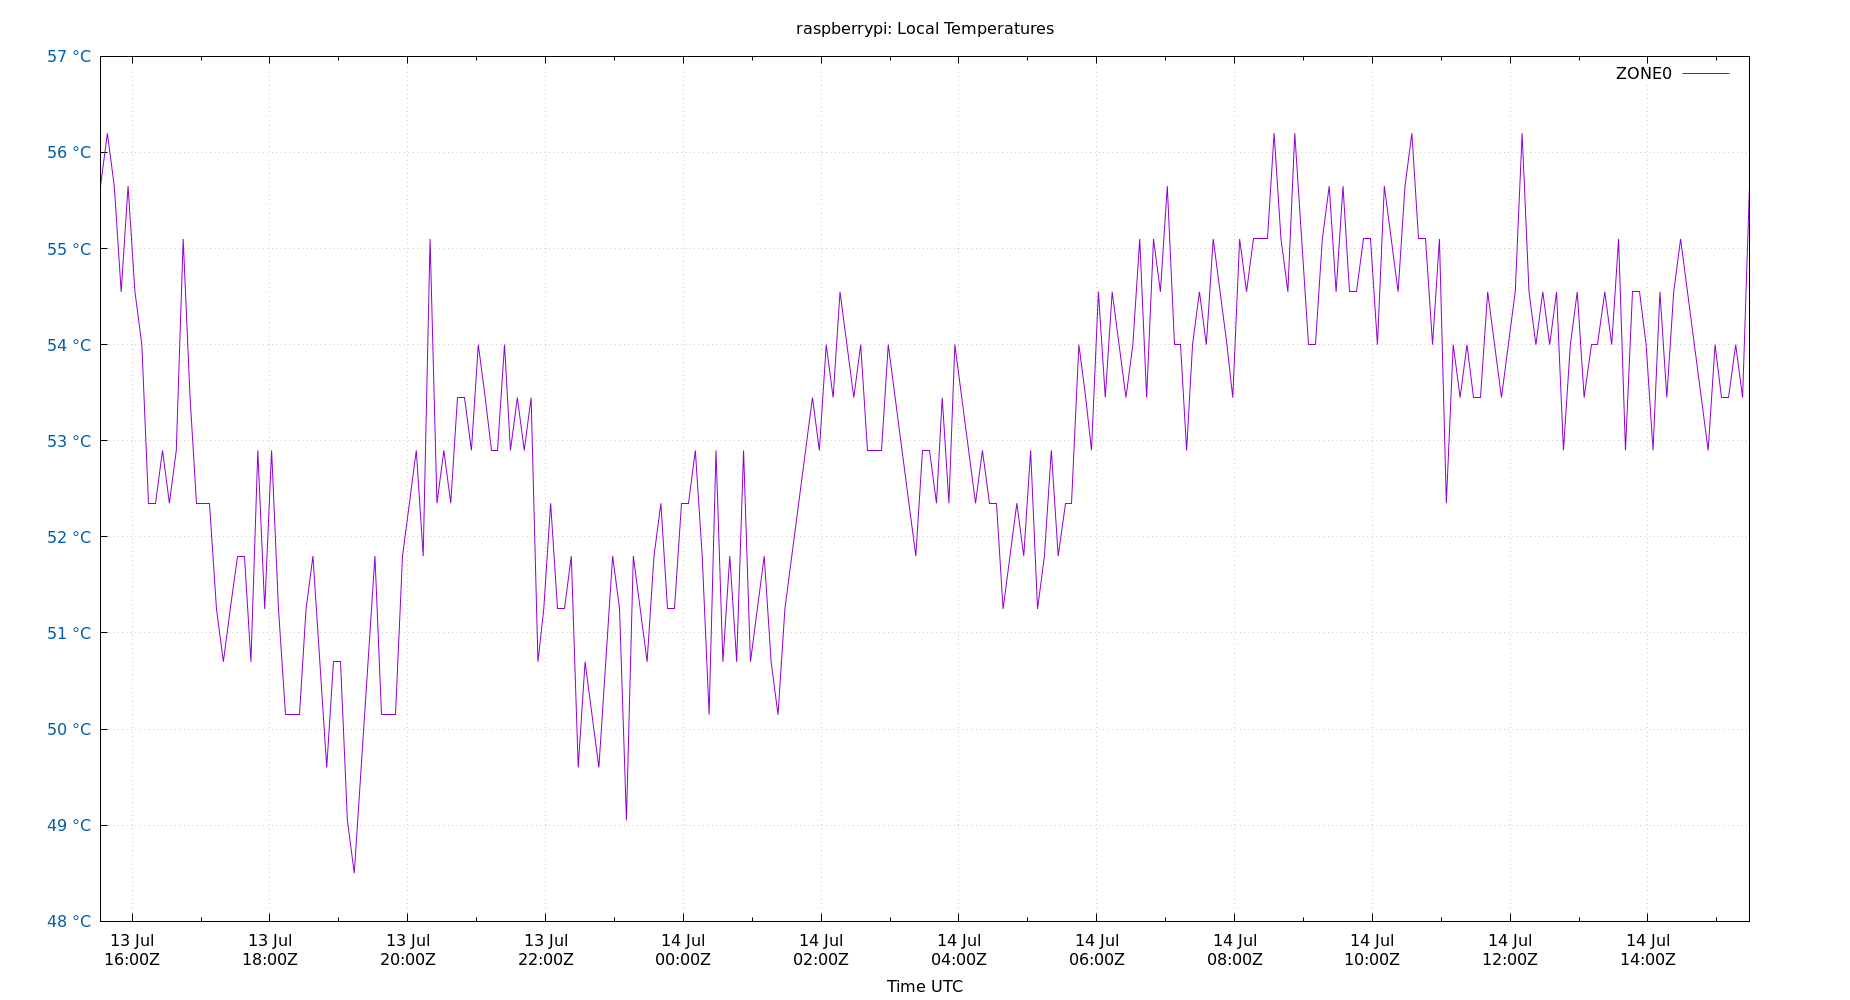 raspberrypi: Local Temperatures
57 °C
ZONE0
56 °C
55 °C
54 °C
53 °C
52 °C
51 °C
50 °C
49 °C
48 °C
13 Jul 13 Jul 13 Jul 13 Jul 14 Jul 14 Jul 14 Jul 14 Jul 14 Jul 14 Jul 14 Jul 14 Jul
16:00Z 18:00Z 20:00Z 22:00Z 00:00Z 02:00Z 04:00Z 06:00Z 08:00Z 10:00Z 12:00Z 14:00Z
Time UTC